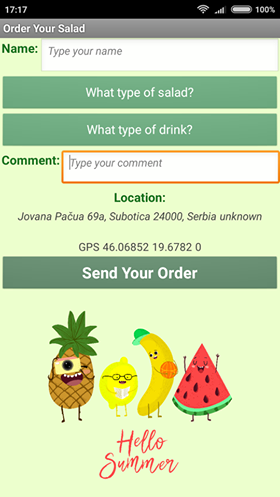 17:17 100%
Order Your Salad
Name: Type your name
What type of salad?
What type of drink?
Comment: Type your comment
Location:
Jovana Pačua 69a, Subotica 24000, Serbia unknown
GPS 46.06852 19.6782 0
Send Your Order
Hello
Summer